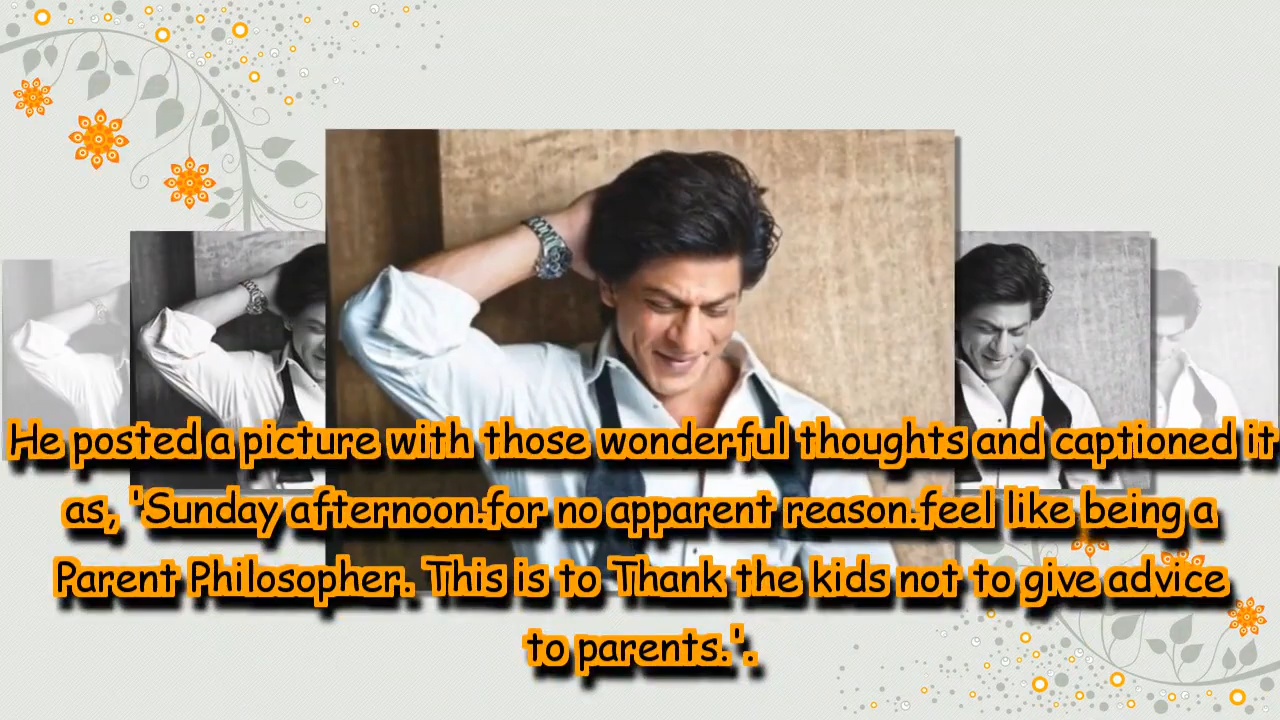 He posted a picture with those wonderful thoughts and captioned it
as, 'Sunday afternoon.for no apparent reason.feel like being a
Parent Philosopher. This is to Thank the kids not to give advice
to parents.'.